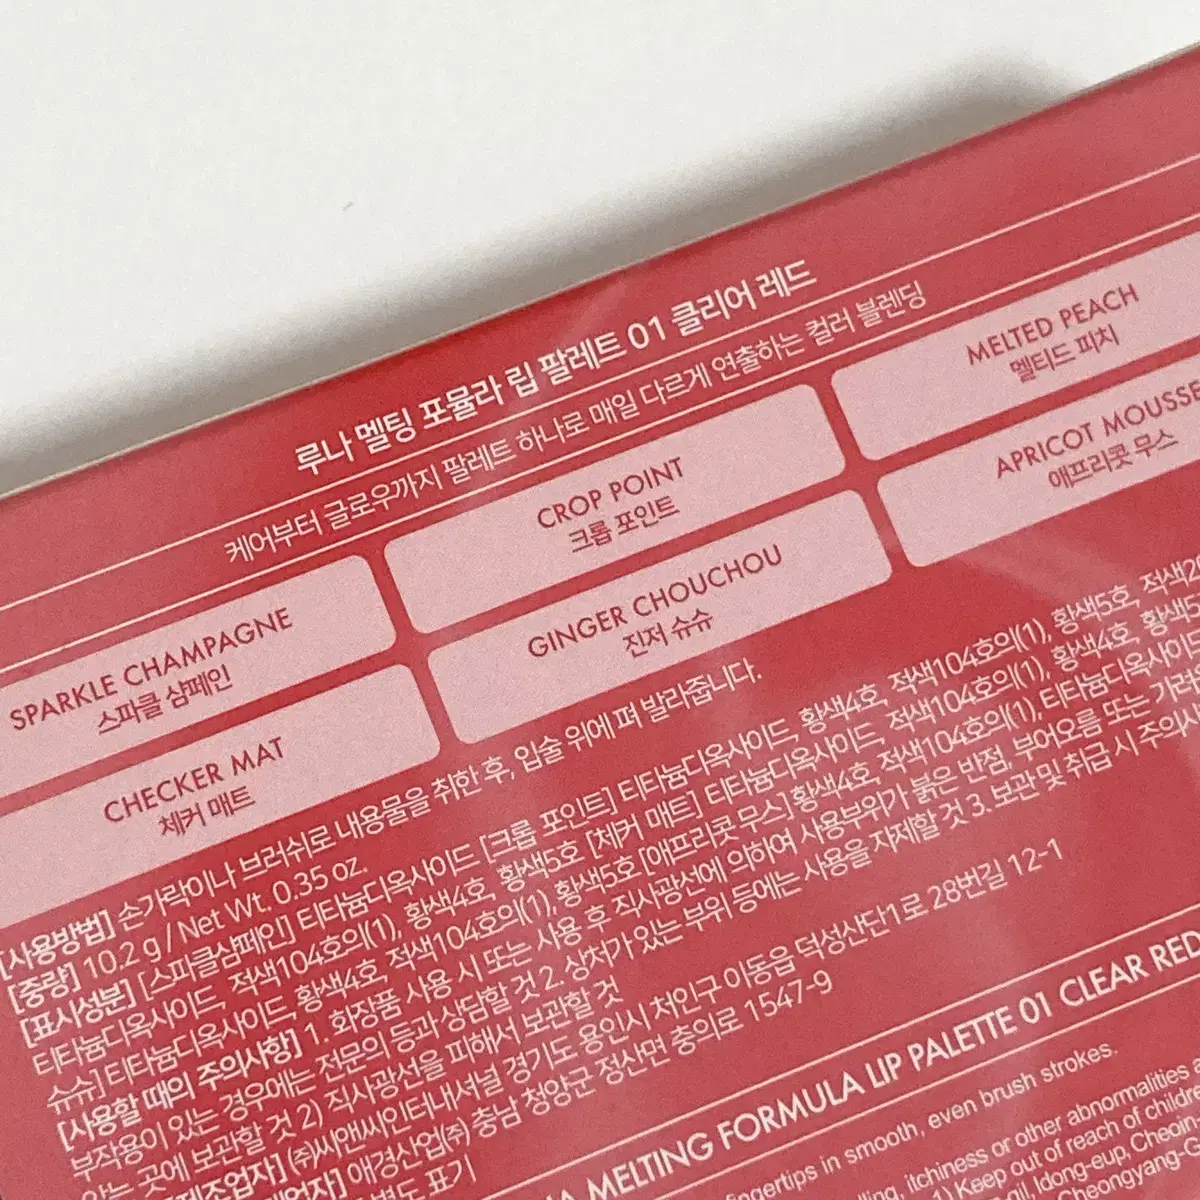 루나 멜팅 포뮬라 립 팔레트 01 클리어 레드
케어부터 글로우까지 팔레트 하나로 매일 다르게 연출하는 컬러 블렌딩
SPARKLE CHAMPAGNE
스파클 샴페인
CROP POINT
크롭 포인트
MELTED PEACH
멜티드 피치
CHECKER MAT
체커 매트
GINGER CHOUCHOU
진저 슈슈
APRICOT MOUSSE
애프리콧 무스
[사용방법] 손가락이나 브러쉬로 내용물을 취한 후, 입술 위에 펴 발라줍니다.
[중량] 10.2 g / Net Wt. 0.35 oz.
[표시성분] [스파클샴페인] 티타늄디옥사이드 [크롭 포인트] 티타늄디옥사이드, 황색4호, 적색104호의(1), 황색5호, 적색
티타늄디옥사이드, 적색104호의(1), 황색4호, 황색5호 [체커 매트] 티타늄디옥사이드, 적색104호의(1), 황색4호, 황색5
슈슈] 티타늄디옥사이드 황색4호, 적색104호의(1), 황색5호 [애프리콧무스] 황색4호, 적색104호의(1), 티타늄디옥사이드
[사용할 때의 주의사항] 1. 화장품 사용 시 또는 사용 후 직사광선에 의하여 사용부위가 붉은 반점, 부어오름 또는 가려
부작용이 있는 경우에는 전문의 등과 상담할 것 2. 상처가 있는 부위 등에는 사용을 자제할 것 3. 보관 및 취급 시 주의사
않는 곳에 보관할 것 2) 직사광선을 피해서 보관할 것
제조업자] (주)씨앤씨인터내셔널 경기도 용인시 처인구 이동읍 덕성산단1로 28번길 12-1
업자] 애경산업(주) 충남 청양군 정산면 충의로 1547-9
별도 표기
MELTING FORMULA LIP PALETTE 01 CLEAR RED
fingertips in smooth, even brush strokes.
itchiness or other abnormalities
1) Keep out of reach of
Idong-eup, Cheoin